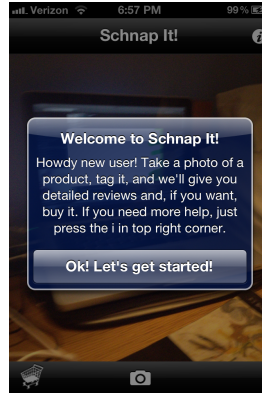 Verizon 6:57 PM 99%
Schnap It!
Welcome to Schnap It!
Howdy new user! Take a photo of a
product, tag it, and we'll give you
detailed reviews and, if you want,
buy it. If you need more help, just
press the i in top right corner.
Ok! Let's get started!